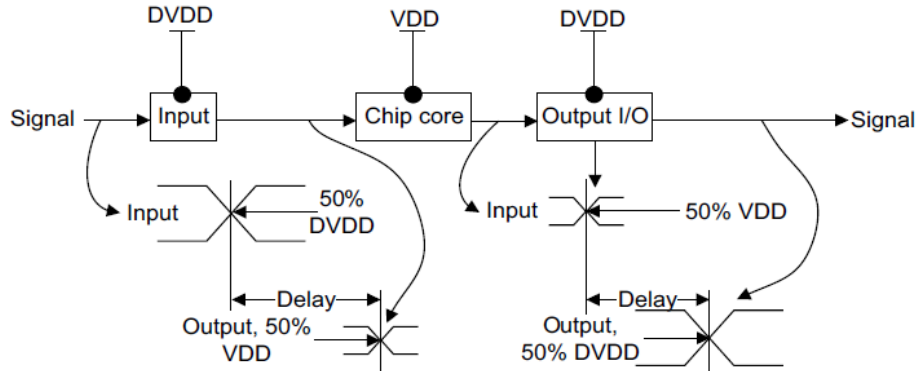 DVDD
VDD
DVDD
Signal
Input
Chip core
Output I/O
Signal
Input
50%
DVDD
Input
50% VDD
Delay
Output, 50%
VDD
Delay
Output,
50% DVDD